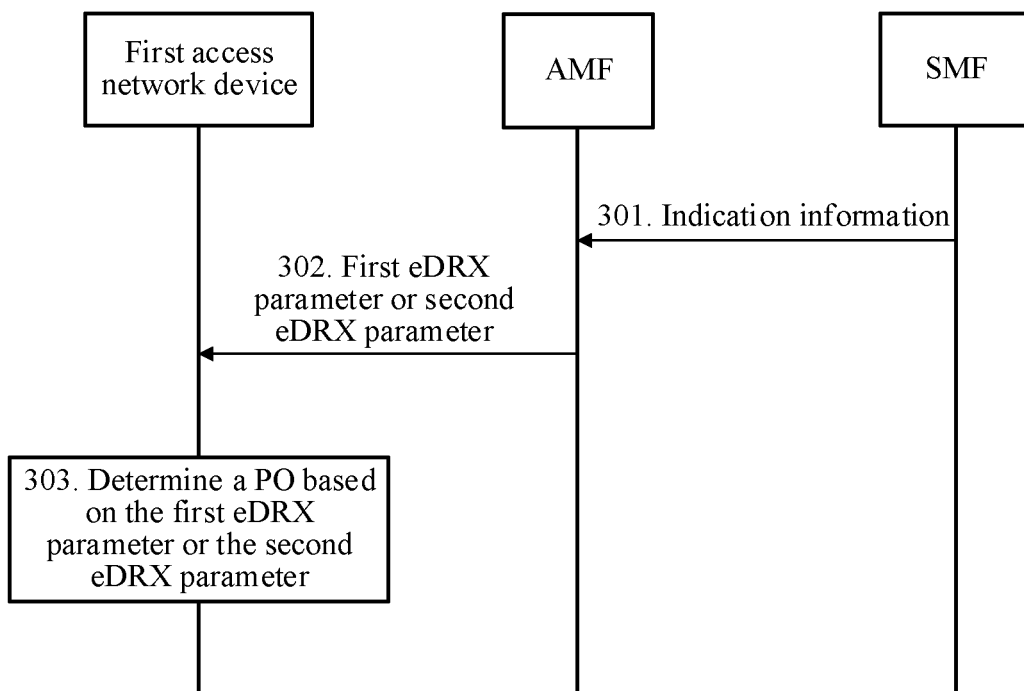 First access
network device
AMF
SMF
301. Indication information
302. First eDRX
parameter or second
eDRX parameter
303. Determine a PO based
on the first eDRX
parameter or the second
eDRX parameter